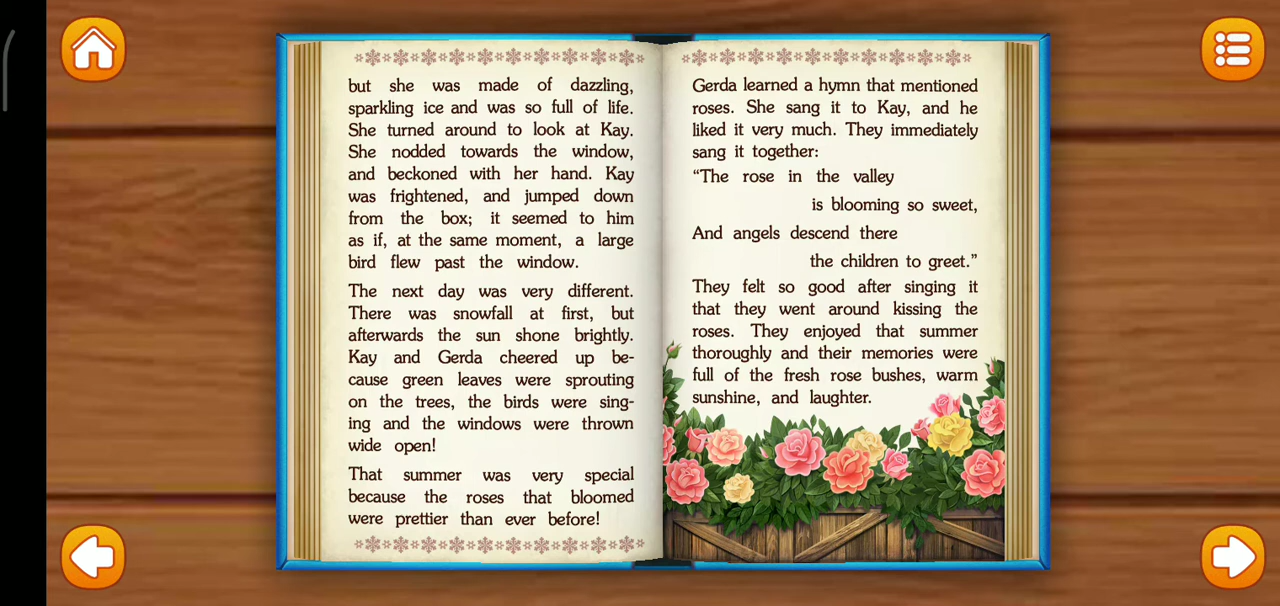 but she was made of dazzling,
sparkling ice and was so full of life.
She turned around to look at Kay.
She nodded towards the window,
and beckoned with her hand. Kay
was frightened, and jumped down
from the box; it seemed to him
as if, at the same moment, a large
bird flew past the window.
The next day was very different.
There was snowfall at first, but
afterwards the sun shone brightly.
Kay and Gerda cheered up be-
cause green leaves were sprouting
on the trees, the birds were sing-
ing and the windows were thrown
wide open!
That summer was very special
because the roses that bloomed
were prettier than ever before!
Gerda learned a hymn that mentioned
roses. She sang it to Kay, and he
liked it very much. They immediately
sang it together:
“The rose in the valley
is blooming so sweet,
And angels descend there
the children to greet.”
They felt so good after singing it
that they went around kissing the
roses. They enjoyed that summer
thoroughly and their memories were
full of the fresh rose bushes, warm
sunshine, and laughter.